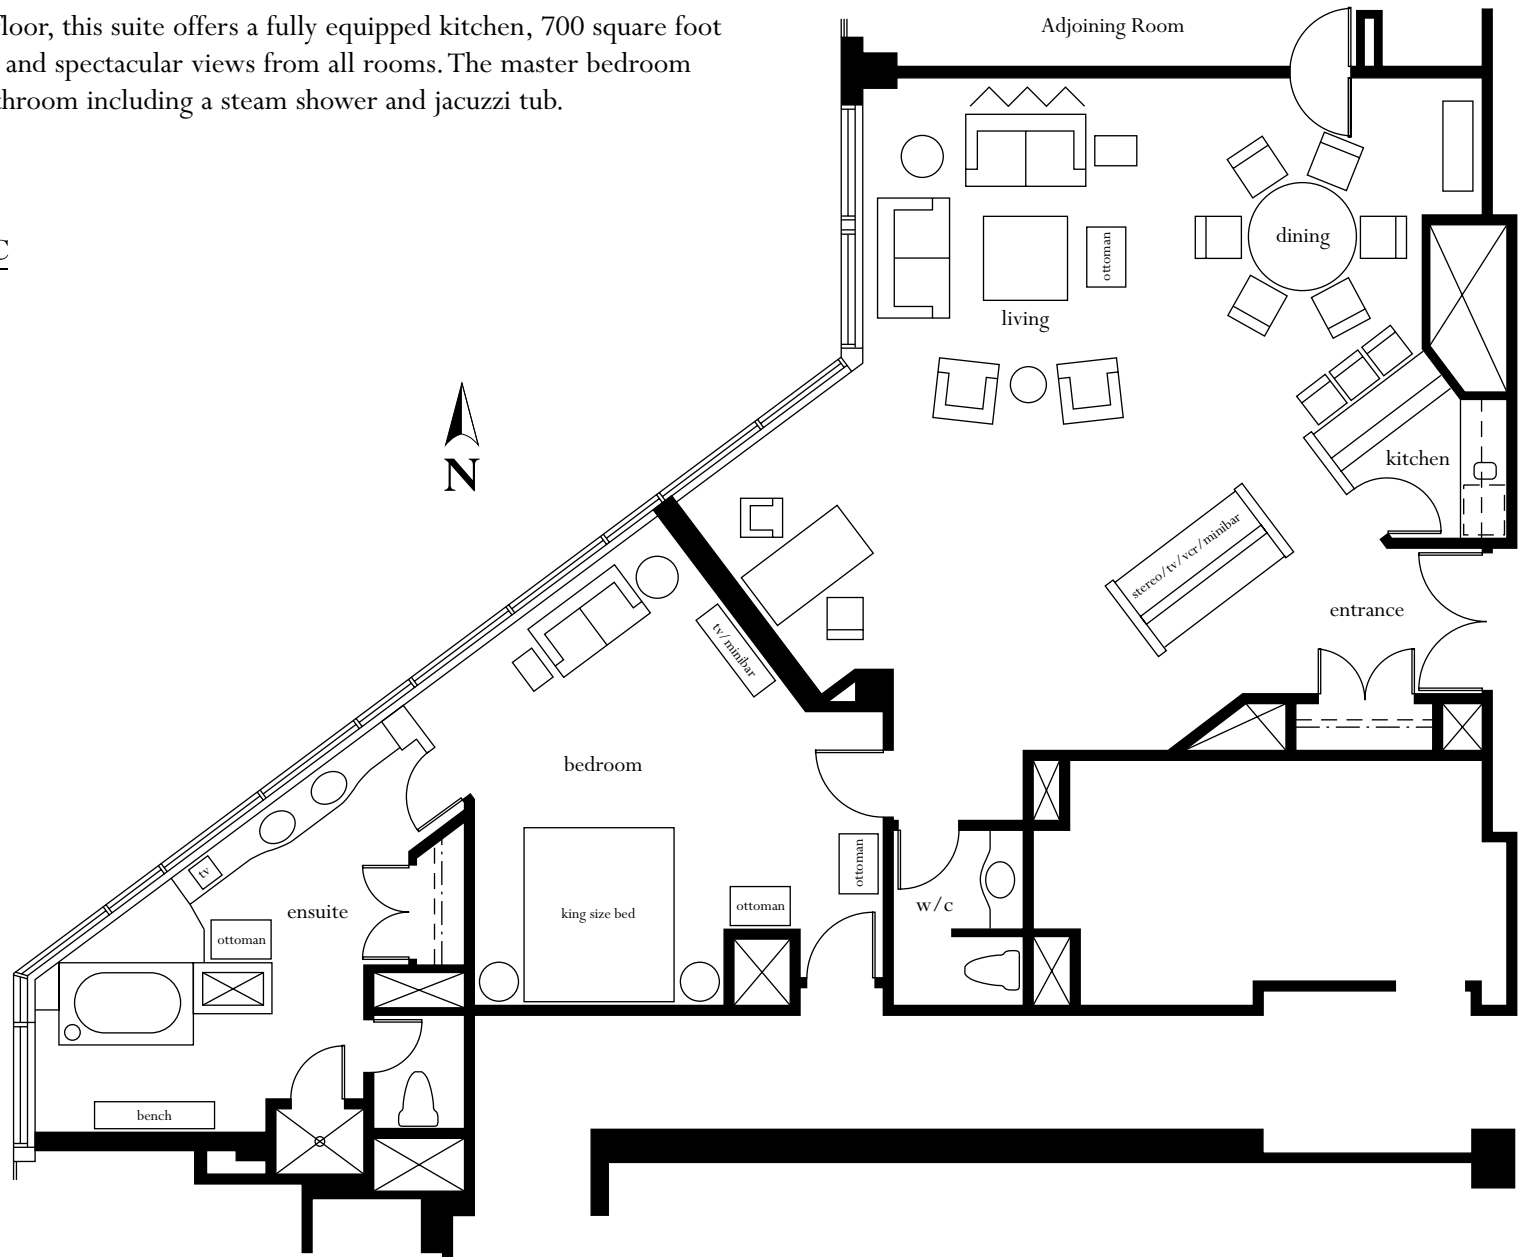 floor, this suite offers a fully equipped kitchen, 700 square foot
and spectacular views from all rooms. The master bedroom
throom including a steam shower and jacuzzi tub.
Adjoining Room
C
dining
ottoman
living
N
kitchen
stereo/tv/vcr/minibar
entrance
tv/minibar
bedroom
tv
ottoman
w/c
ensuite
king size bed
ottoman
ottoman
bench